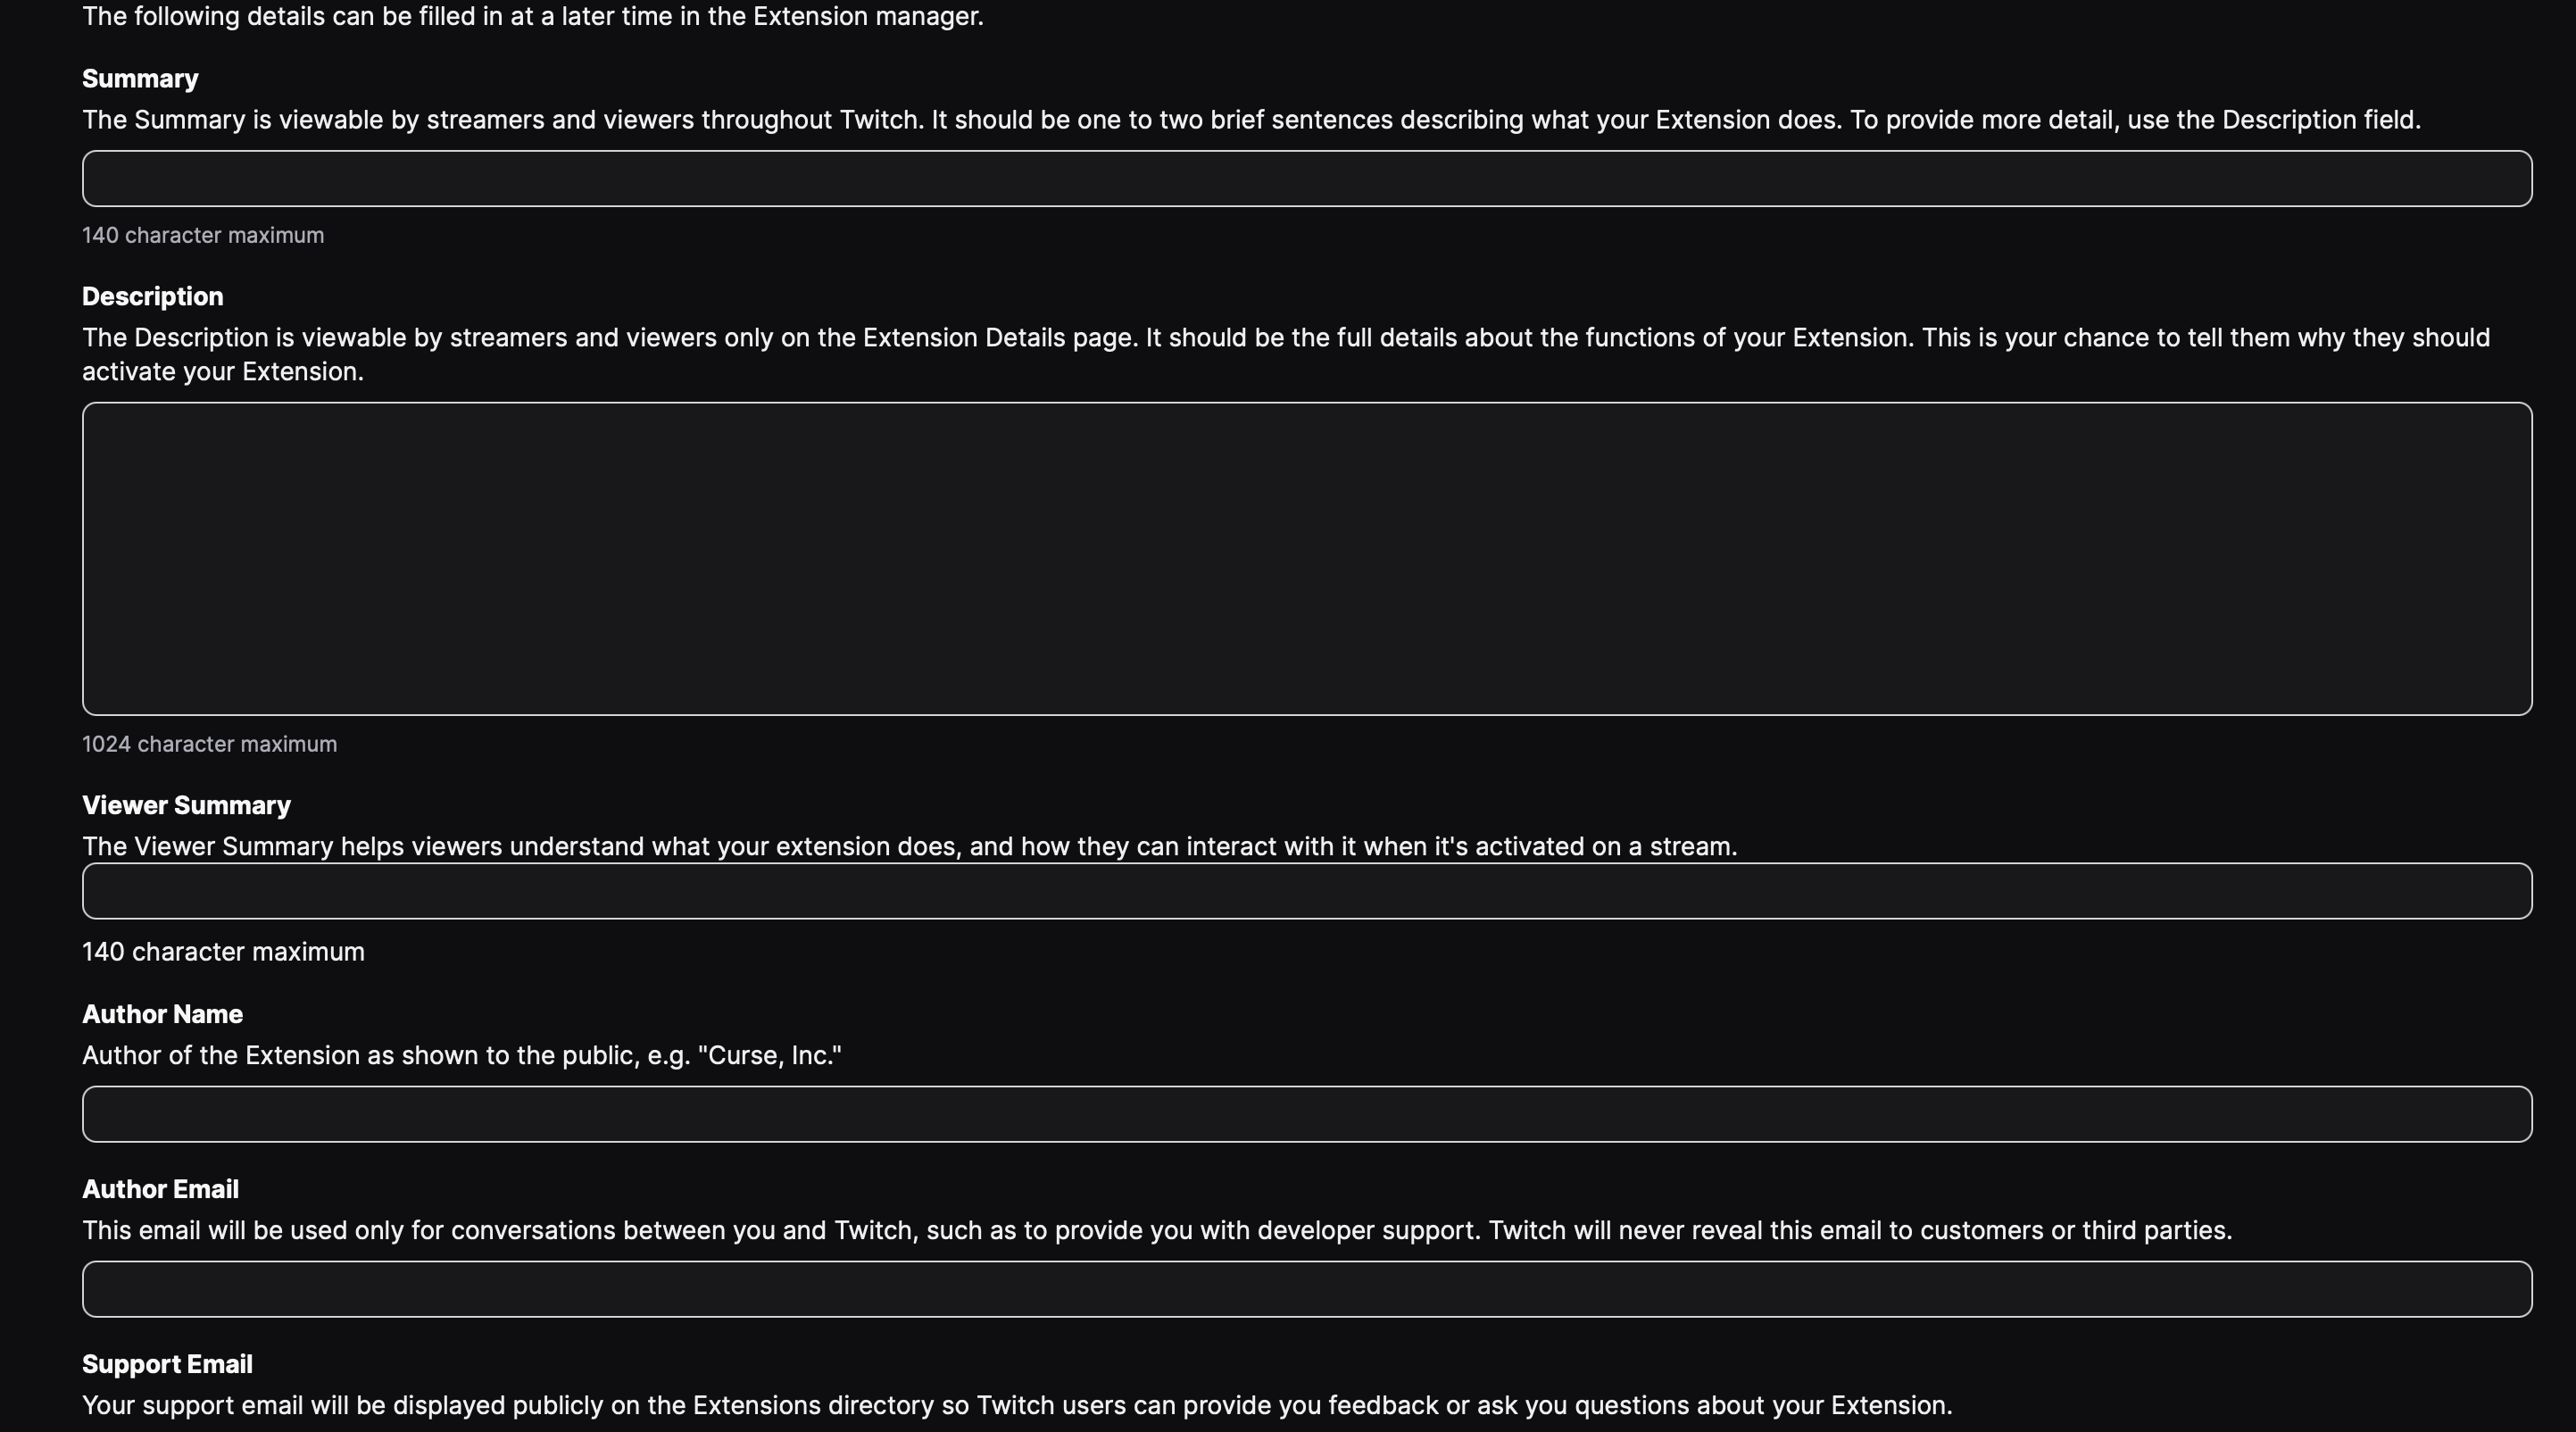 The following details can be filled in at a later time in the Extension manager.
Summary
The Summary is viewable by streamers and viewers throughout Twitch. It should be one to two brief sentences describing what your Extension does. To provide more detail, use the Description field.
140 character maximum
Description
The Description is viewable by streamers and viewers only on the Extension Details page. It should be the full details about the functions of your Extension. This is your chance to tell them why they should
activate your Extension.
1024 character maximum
Viewer Summary
The Viewer Summary helps viewers understand what your extension does, and how they can interact with it when it's activated on a stream.
140 character maximum
Author Name
Author of the Extension as shown to the public, e.g. "Curse, Inc."
Author Email
This email will be used only for conversations between you and Twitch, such as to provide you with developer support. Twitch will never reveal this email to customers or third parties.
Support Email
Your support email will be displayed publicly on the Extensions directory so Twitch users can provide you feedback or ask you questions about your Extension.